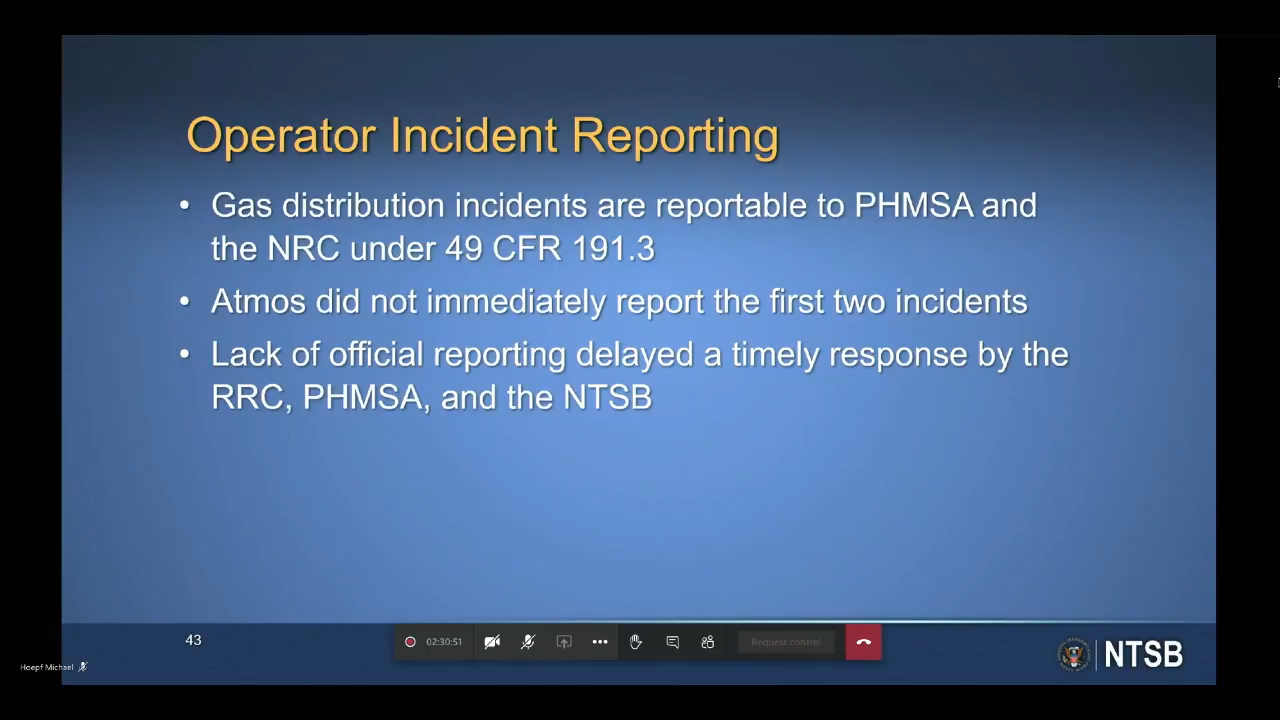 Operator Incident Reporting
• Gas distribution incidents are reportable to PHMSA and
the NRC under 49 CFR 191.3
• Atmos did not immediately report the first two incidents
• Lack of official reporting delayed a timely response by the
RRC, PHMSA, and the NTSB
43
02:30:51
Request control
NTSB
Hoepf Michael